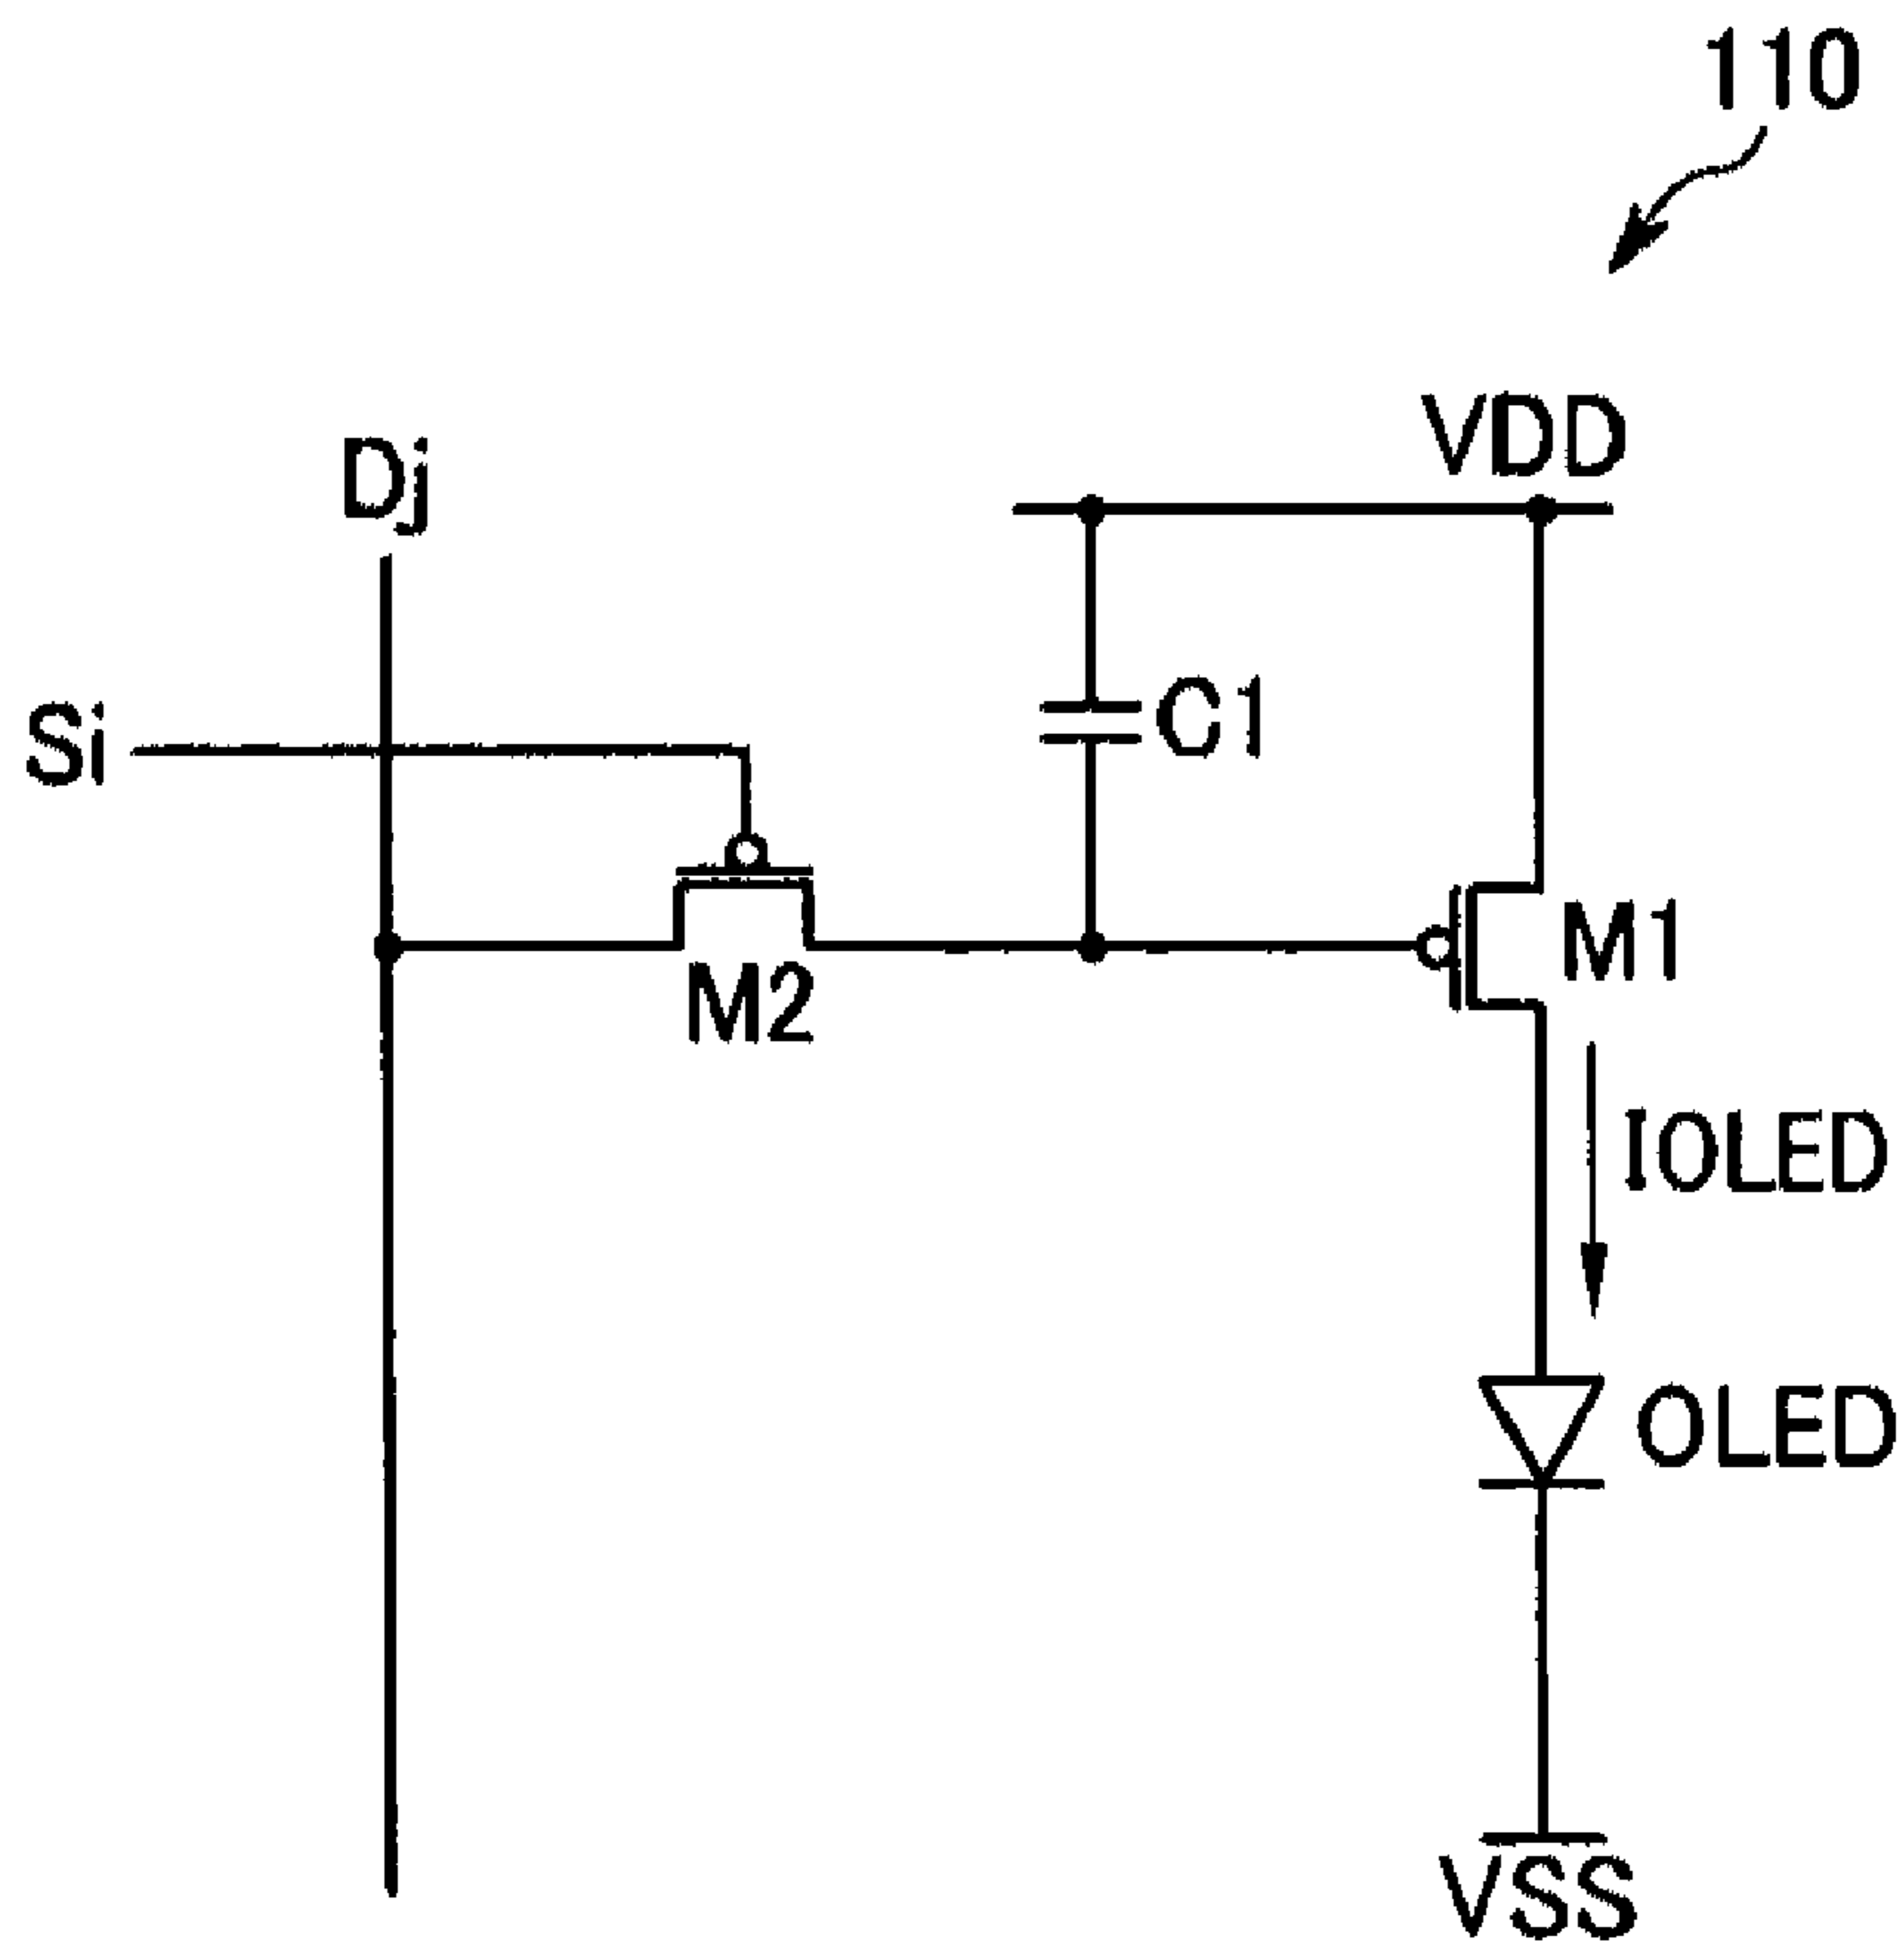 110
VDD
Dj
C1
Si
M1
M2
IOLED
OLED
VSS